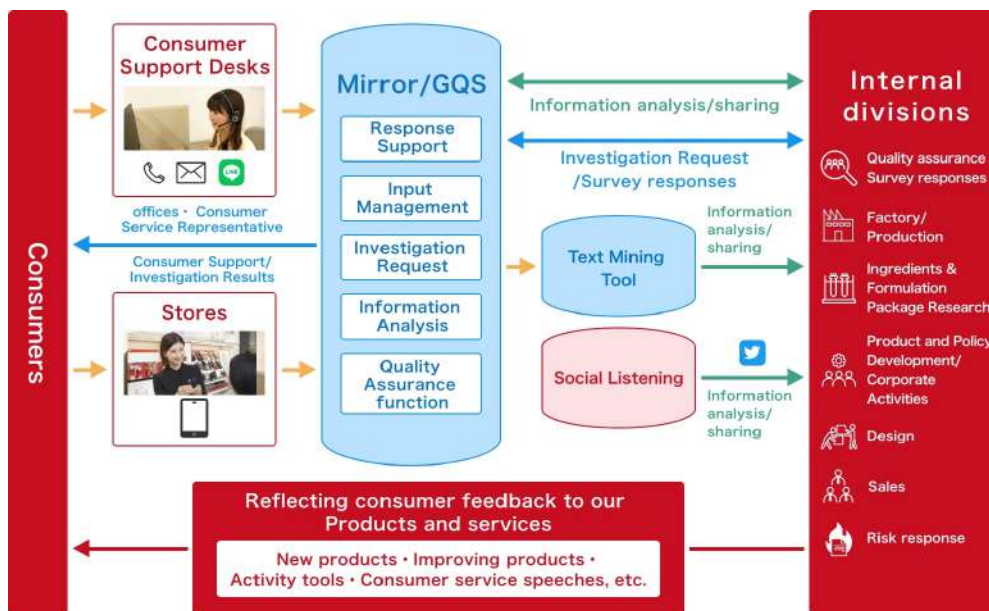 Consumers
Consumer
Support Desks
LINE
offices・Consumer
Service Representative
Consumer Support/
Investigation Results
Stores
Mirror/GQS
Response
Support
Input
Management
Investigation
Request
Information
Analysis
Quality
Assurance
function
Information analysis/sharing
Investigation Request
/Survey responses
Text Mining
Tool
Information
analysis/
sharing
Social Listening
Information
analysis/
sharing
Internal
divisions
Quality assurance
Survey responses
Factory/
Production
Ingredients &
Formulation
Package Research
Product and Policy
Development/
Corporate
Activities
Design
Sales
Risk response
Reflecting consumer feedback to our
Products and services
New products・Improving products・
Activity tools・Consumer service speeches, etc.